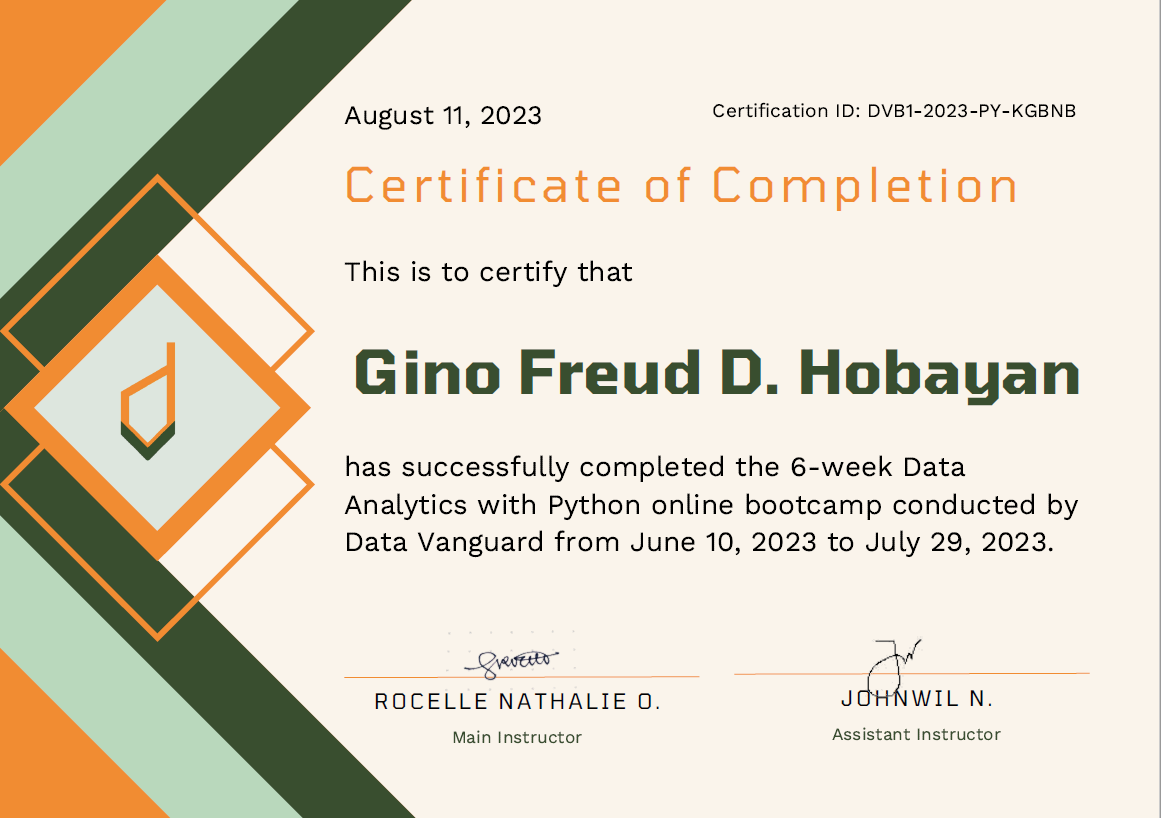 August 11, 2023
Certification ID: DVB1-2023-PY-KGBNB
Certificate of Completion
This is to certify that
Gino Freud D. Hobayan
has successfully completed the 6-week Data
Analytics with Python online bootcamp conducted by
Data Vanguard from June 10, 2023 to July 29, 2023.
ROCELLE NATHALIE O.
JOHNWIL N.
Main Instructor
Assistant Instructor